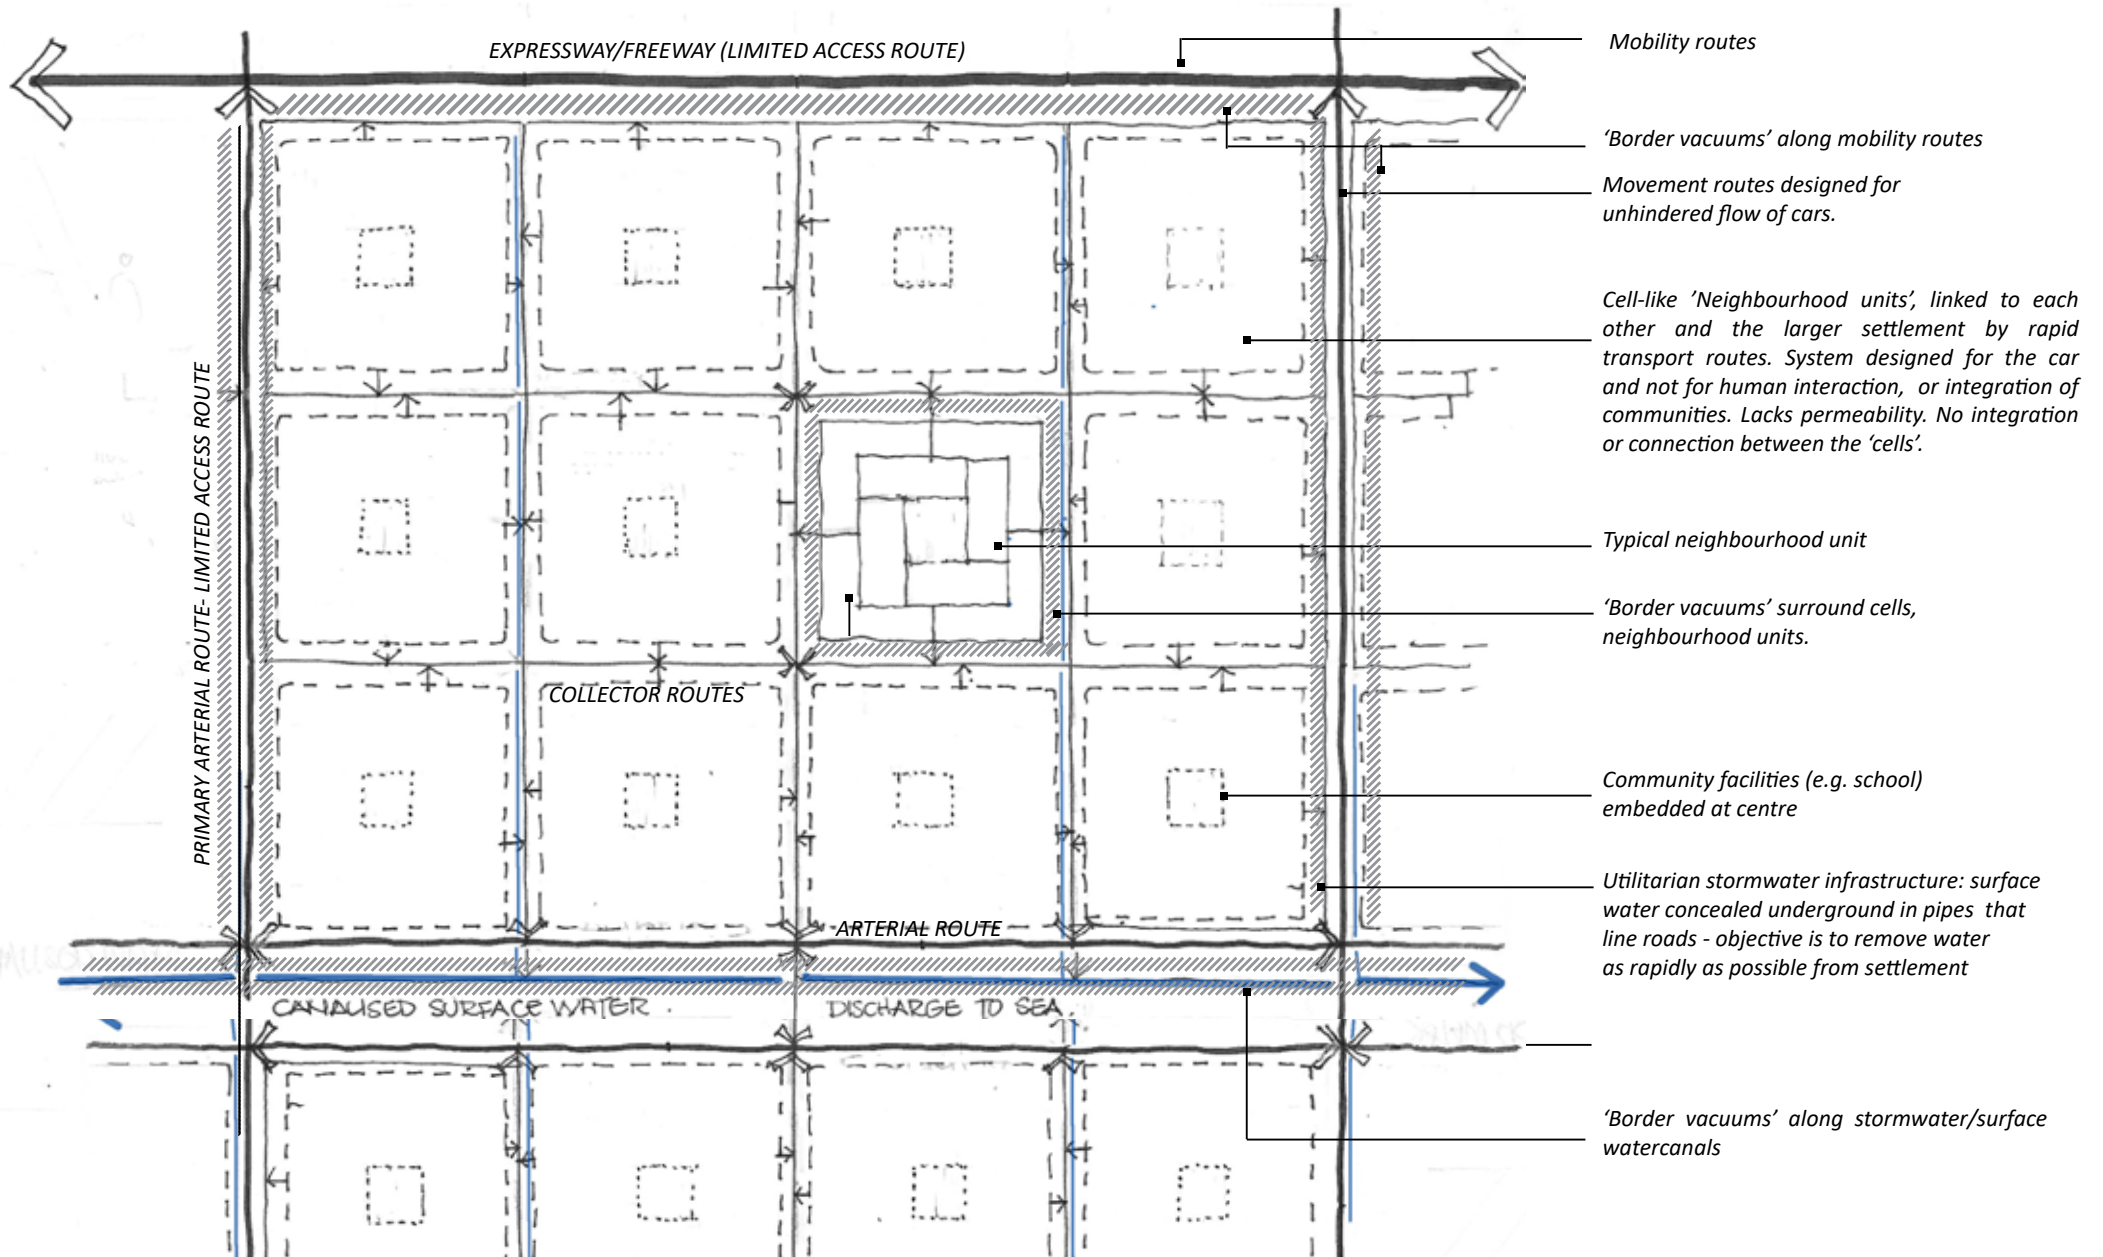 EXPRESSWAY/FREEWAY (LIMITED ACCESS ROUTE)
Mobility routes
‘Border vacuums’ along mobility routes
Movement routes designed for
unhindered flow of cars.
Cell-like ’Neighbourhood units’, linked to each
other and the larger settlement by rapid
transport routes. System designed for the car
and not for human interaction, or integration of
communities. Lacks permeability. No integration
or connection between the ‘cells’.
PRIMARY ARTERIAL ROUTE- LIMITED ACCESS ROUTE
Typical neighbourhood unit
‘Border vacuums’ surround cells,
neighbourhood units.
COLLECTOR ROUTES
Community facilities (e.g. school)
embedded at centre
Utilitarian stormwater infrastructure: surface
water concealed underground in pipes that
line roads - objective is to remove water
as rapidly as possible from settlement
ARTERIAL ROUTE
CANALISED SURFACE WATER.
DISCHARGE TO SEA.
‘Border vacuums’ along stormwater/surface
watercanals